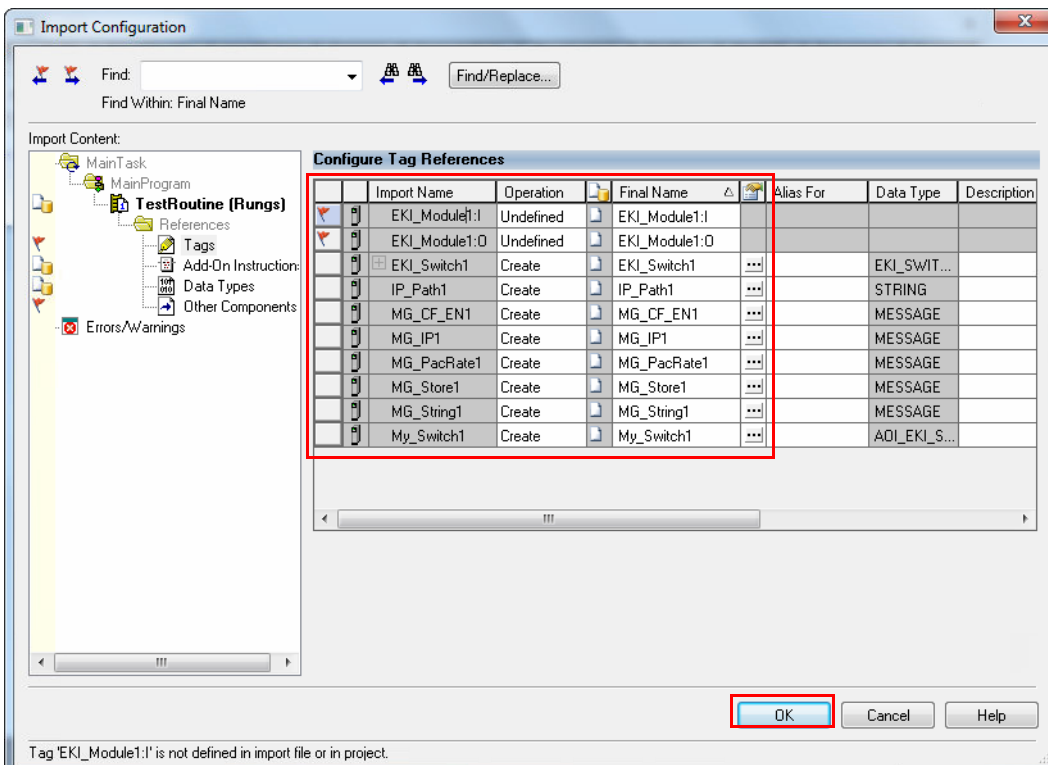 Import Configuration
Find:
Find/Replace...
Find Within: Final Name
Import Content:
MainTask
MainProgram
TestRoutine (Rungs)
References
Tags
Add-On Instruction:
Data Types
Other Components
Errors/Warnings
Configure Tag References
Import Name Operation Final Name Alias For Data Type Description
EKI_Module1:I Undefined EKI_Module1:I
EKI_Module1:O Undefined EKI_Module1:O
EKI_Switch1 Create EKI_Switch1 ... EKI_SWIT...
IP_Path1 Create IP_Path1 ... STRING
MG_CF_EN1 Create MG_CF_EN1 ... MESSAGE
MG_IP1 Create MG_IP1 ... MESSAGE
MG_PacRate1 Create MG_PacRate1 ... MESSAGE
MG_Store1 Create MG_Store1 ... MESSAGE
MG_String1 Create MG_String1 ... MESSAGE
My_Switch1 Create My_Switch1 ... AOI_EKI_S...
OK Cancel Help
Tag 'EKI_Module1:I' is not defined in import file or in project.